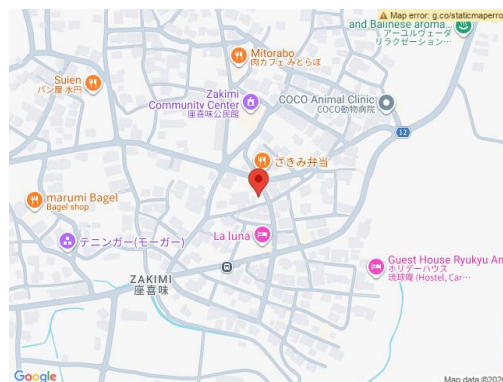 Map error: g.co/staticmaperro
and Balinese aroma...
アーユルヴェーダ
リラクゼーション…
Mitorabo
肉カフェ みとらぼ
Suien
パン屋 水円
Zakimi
Community Center
座喜味公民館
COCO Animal Clinic
COCO動物病院
12
ざきみ弁当
marumi Bagel
Bagel shop
テニンガー(モーガー)
La luna
Guest House Ryukyu An
ホリデーハウス
琉球庵 (Hostel, Car…
ZAKIMI
座喜味
Google
Map data ©2026